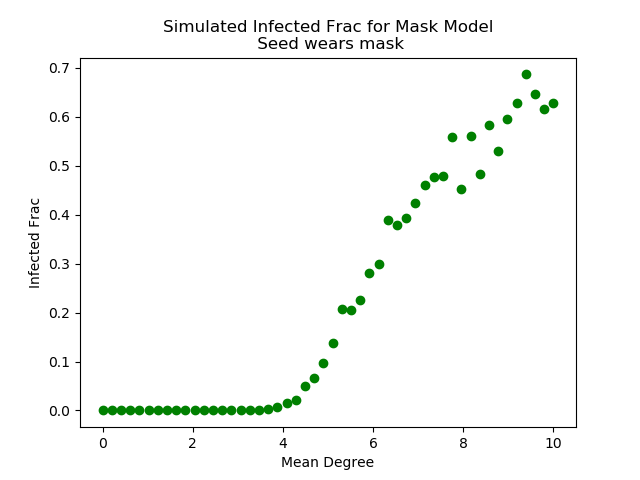 Simulated Infected Frac for Mask Model
Seed wears mask
0.7
0.6
0.5
0.4
0.3
0.2
0.1
0.0
Infected Frac
0 2 4 6 8 10
Mean Degree